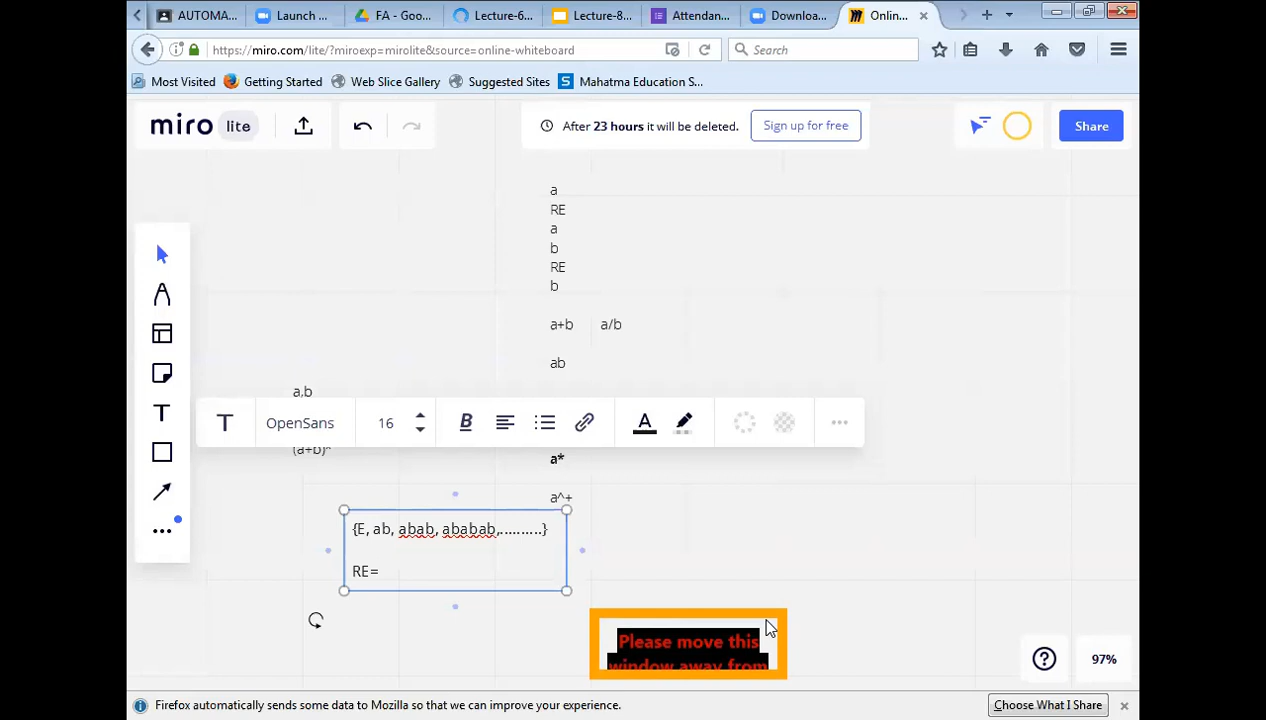 AUTOMA...
Launch ...
FA - Goo...
Lecture-6...
Lecture-8...
Attendan...
Downloa...
Onlin...
https://miro.com/lite/?miroexp=mirolite&source=online-whiteboard
Search
Most Visited
Getting Started
Web Slice Gallery
Suggested Sites
Mahatma Education S...
miro lite
After 23 hours it will be deleted.
Sign up for free
Share
a
RE
a
b
RE
b
a+b a/b
ab
a,b
T OpenSans 16 B A
(a+b)*
a*
a^+
{E, ab, abab, ababab,..........}
RE=
Please move this
window away from
97%
Firefox automatically sends some data to Mozilla so that we can improve your experience.
Choose What I Share